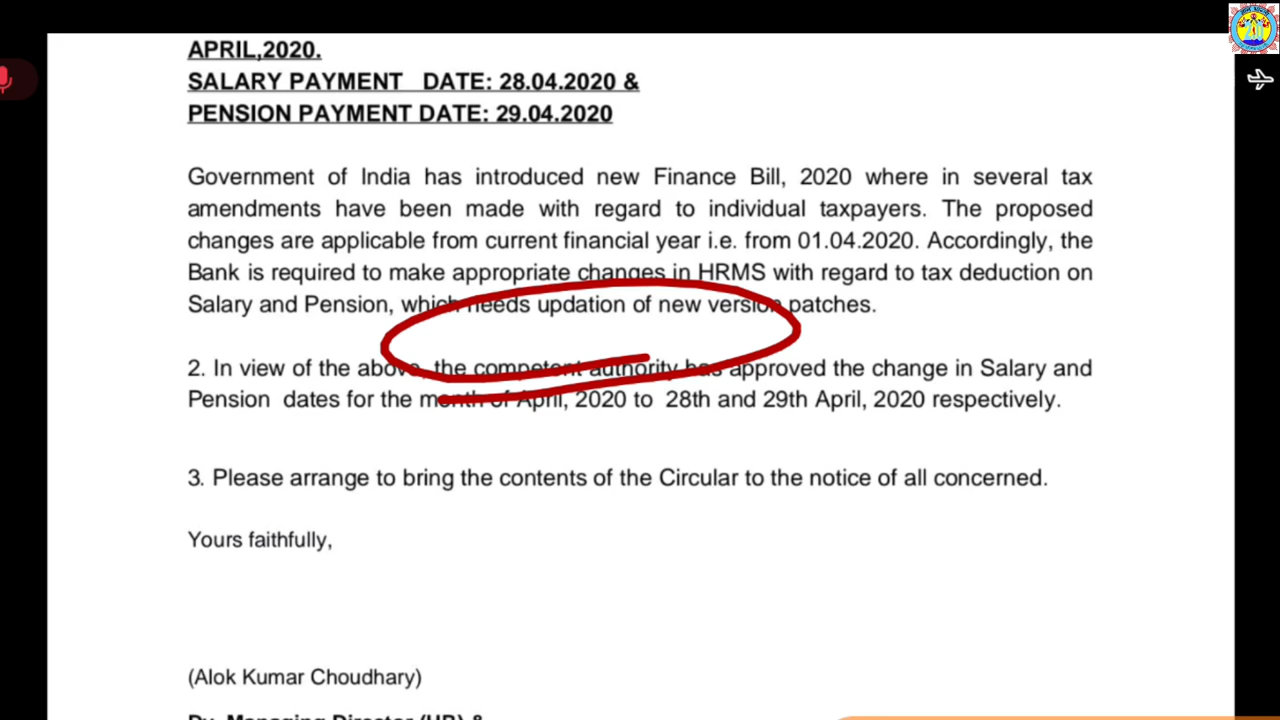 APRIL,2020.
SALARY PAYMENT DATE: 28.04.2020 &
PENSION PAYMENT DATE: 29.04.2020
Government of India has introduced new Finance Bill, 2020 where in several tax
amendments have been made with regard to individual taxpayers. The proposed
changes are applicable from current financial year i.e. from 01.04.2020. Accordingly, the
Bank is required to make appropriate changes in HRMS with regard to tax deduction on
Salary and Pension, which needs updation of new version patches.
2. In view of the above, the competent authority has approved the change in Salary and
Pension dates for the month of April, 2020 to 28th and 29th April, 2020 respectively.
3. Please arrange to bring the contents of the Circular to the notice of all concerned.
Yours faithfully,
(Alok Kumar Choudhary)
Dy. Managing Director (HR) &